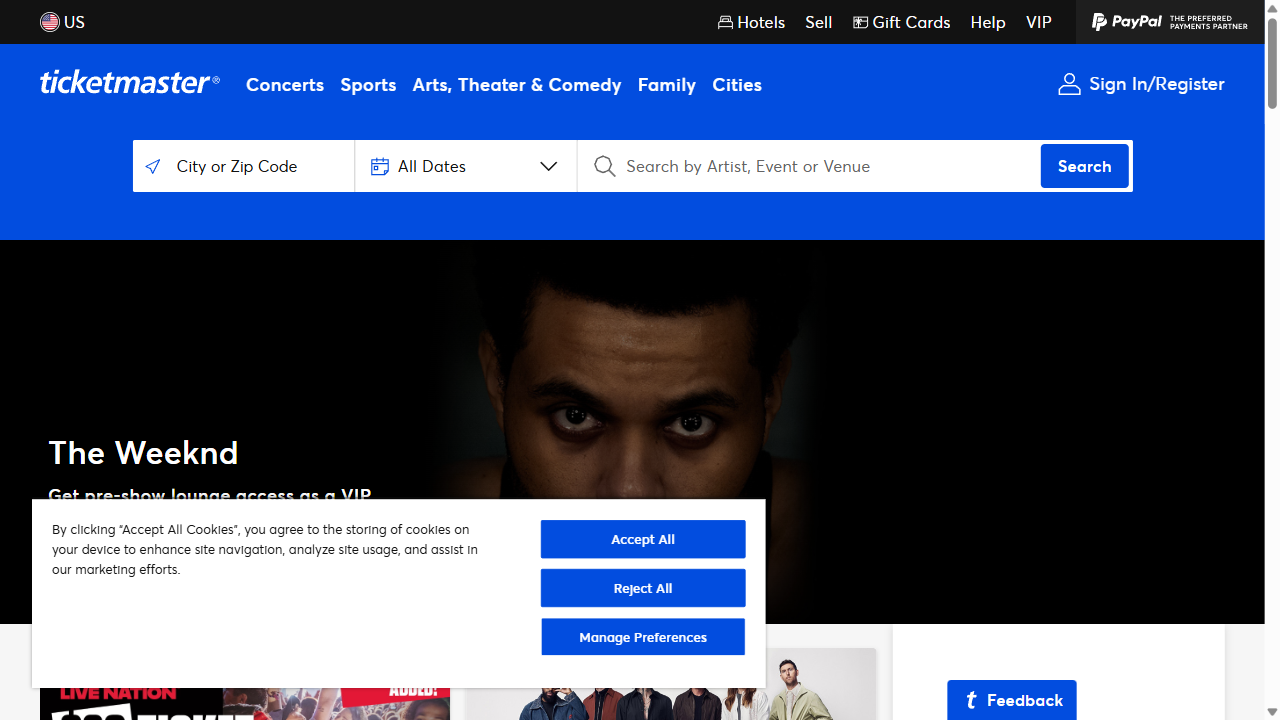 US
Hotels
Sell
Gift Cards
Help
VIP
PayPal
THE PREFERRED
PAYMENTS PARTNER
ticketmaster®
Concerts
Sports
Arts, Theater & Comedy
Family
Cities
Sign In/Register
City or Zip Code
All Dates
Search by Artist, Event or Venue
Search
The Weeknd
Get pre-show lounge access as a VIP
By clicking “Accept All Cookies”, you agree to the storing of cookies on
your device to enhance site navigation, analyze site usage, and assist in
our marketing efforts.
Accept All
Reject All
Manage Preferences
LIVE NATION
ADDED!
TICKET
t Feedback